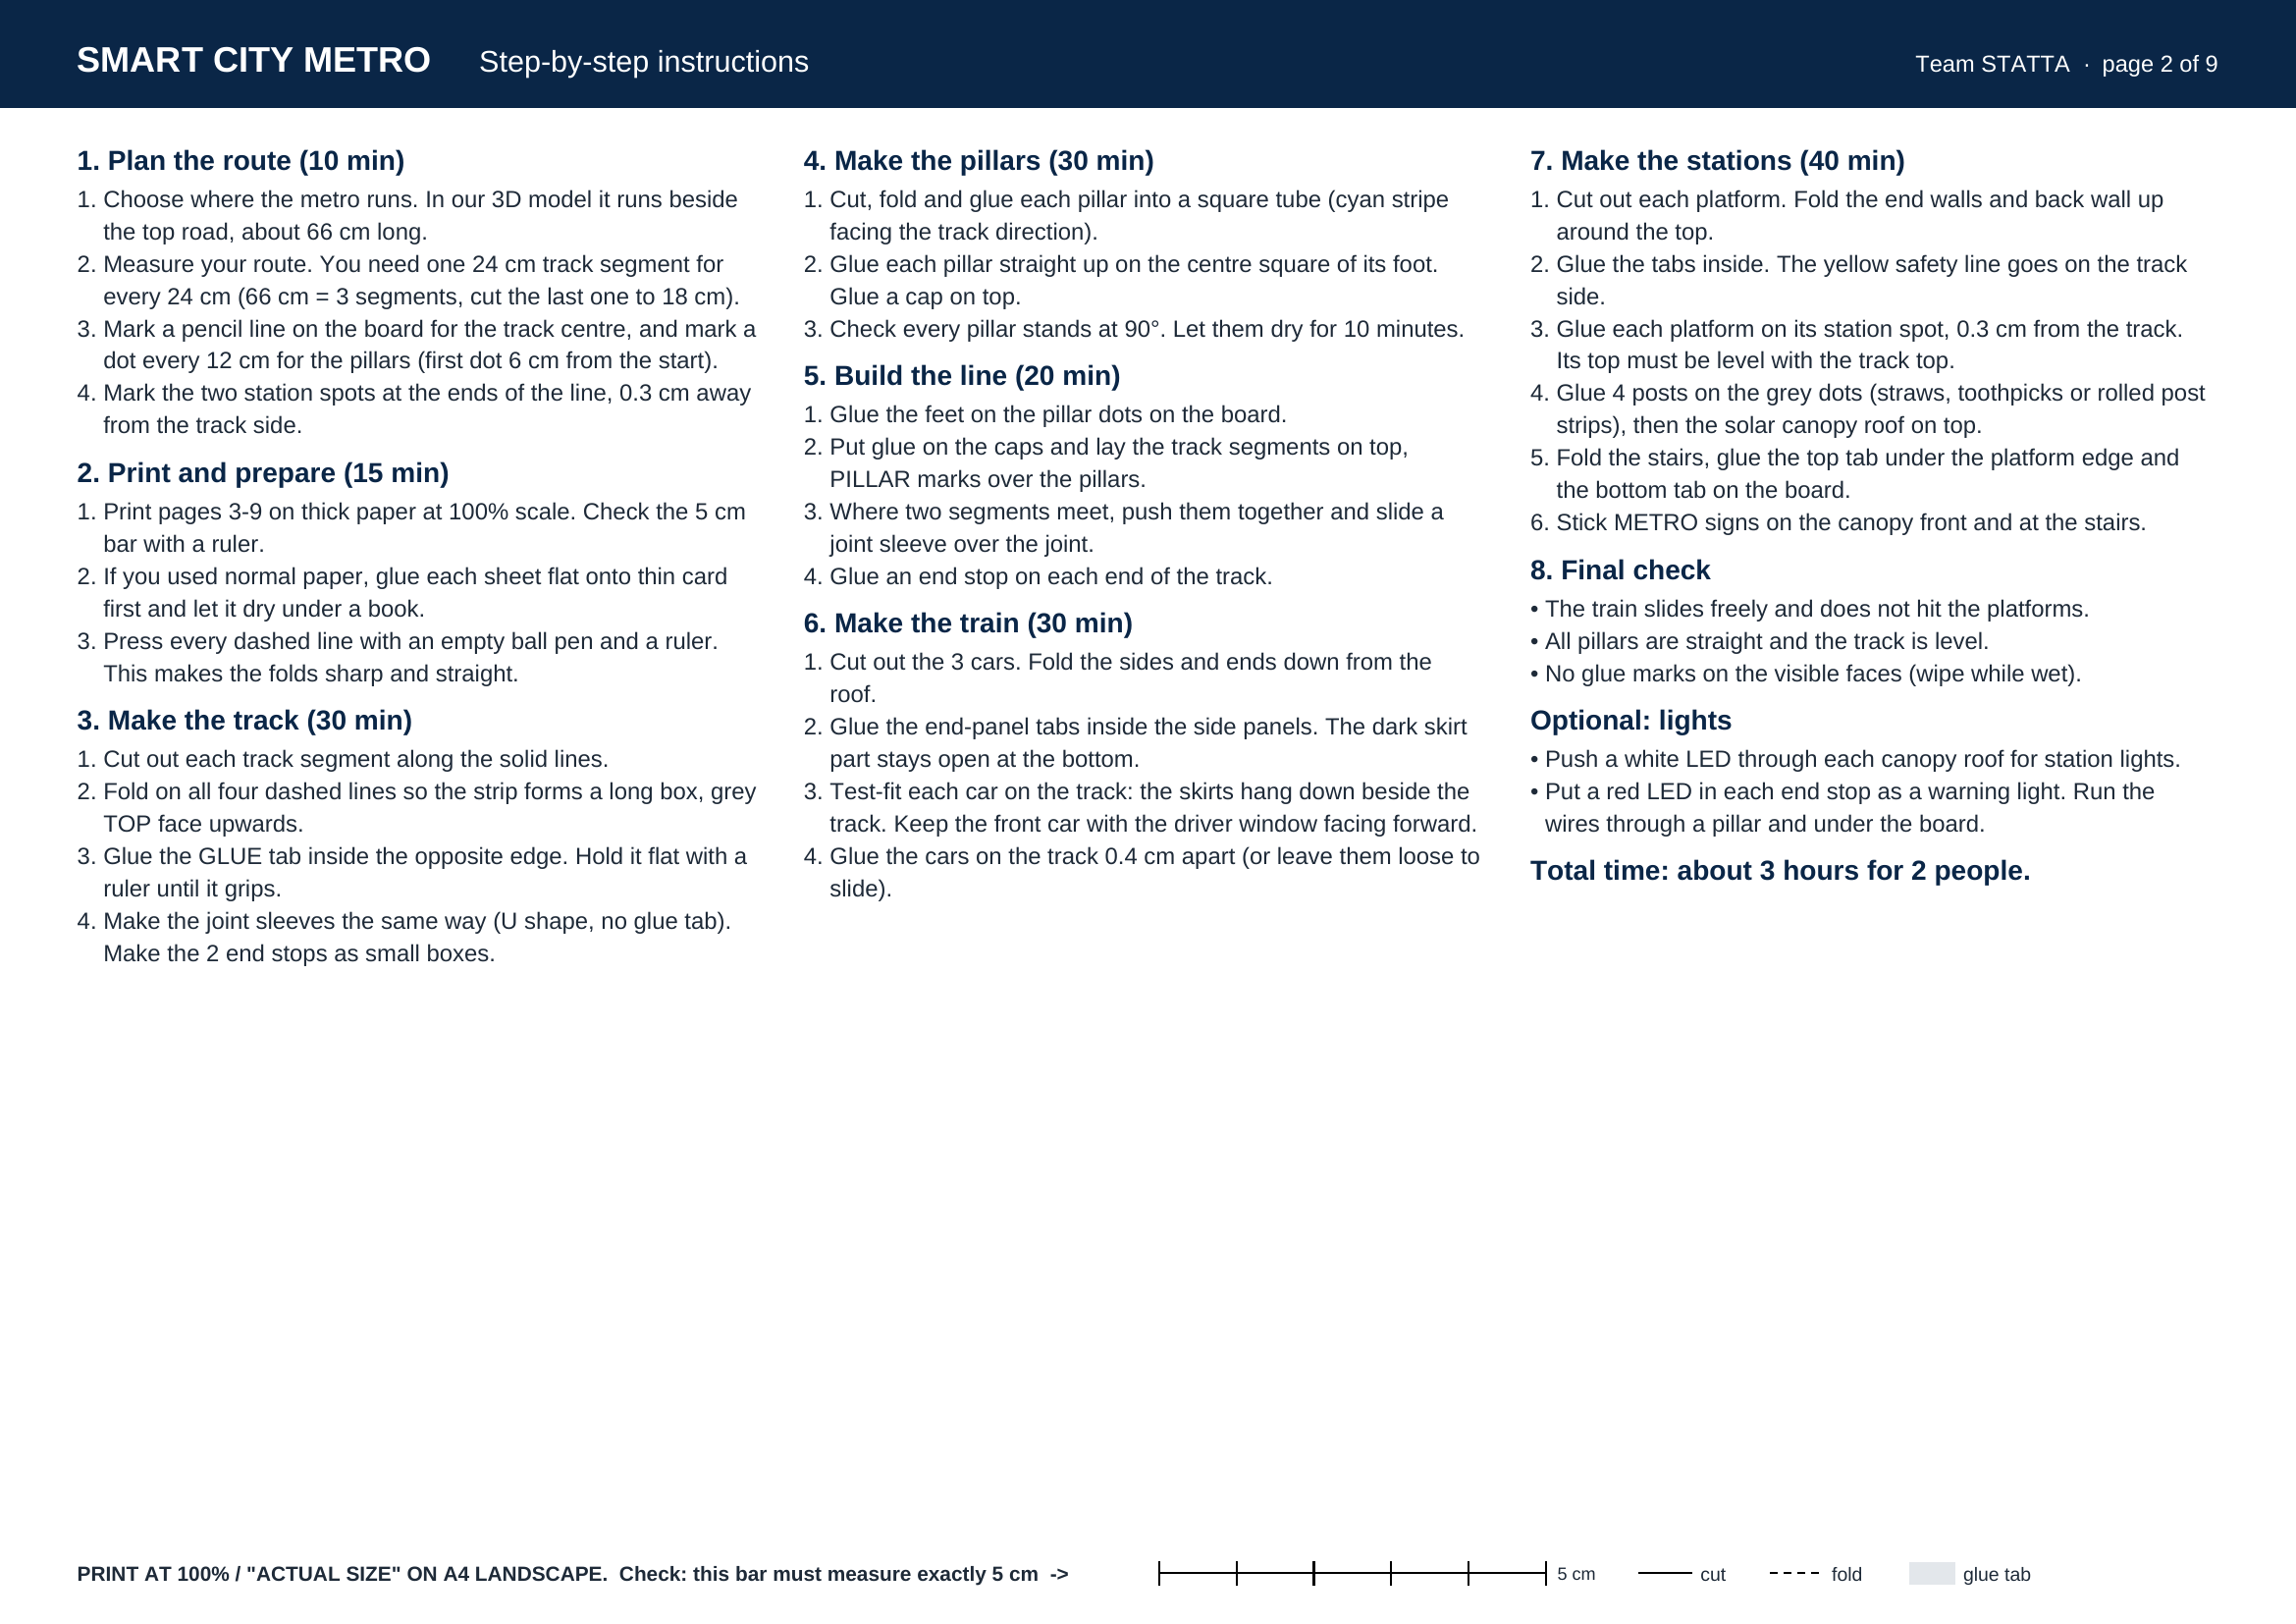 SMART CITY METRO Step-by-step instructions
Team STATTA · page 2 of 9
1. Plan the route (10 min)
1. Choose where the metro runs. In our 3D model it runs beside
the top road, about 66 cm long.
2. Measure your route. You need one 24 cm track segment for
every 24 cm (66 cm = 3 segments, cut the last one to 18 cm).
3. Mark a pencil line on the board for the track centre, and mark a
dot every 12 cm for the pillars (first dot 6 cm from the start).
4. Mark the two station spots at the ends of the line, 0.3 cm away
from the track side.
2. Print and prepare (15 min)
1. Print pages 3-9 on thick paper at 100% scale. Check the 5 cm
bar with a ruler.
2. If you used normal paper, glue each sheet flat onto thin card
first and let it dry under a book.
3. Press every dashed line with an empty ball pen and a ruler.
This makes the folds sharp and straight.
3. Make the track (30 min)
1. Cut out each track segment along the solid lines.
2. Fold on all four dashed lines so the strip forms a long box, grey
TOP face upwards.
3. Glue the GLUE tab inside the opposite edge. Hold it flat with a
ruler until it grips.
4. Make the joint sleeves the same way (U shape, no glue tab).
Make the 2 end stops as small boxes.
4. Make the pillars (30 min)
1. Cut, fold and glue each pillar into a square tube (cyan stripe
facing the track direction).
2. Glue each pillar straight up on the centre square of its foot.
Glue a cap on top.
3. Check every pillar stands at 90°. Let them dry for 10 minutes.
5. Build the line (20 min)
1. Glue the feet on the pillar dots on the board.
2. Put glue on the caps and lay the track segments on top,
PILLAR marks over the pillars.
3. Where two segments meet, push them together and slide a
joint sleeve over the joint.
4. Glue an end stop on each end of the track.
6. Make the train (30 min)
1. Cut out the 3 cars. Fold the sides and ends down from the
roof.
2. Glue the end-panel tabs inside the side panels. The dark skirt
part stays open at the bottom.
3. Test-fit each car on the track: the skirts hang down beside the
track. Keep the front car with the driver window facing forward.
4. Glue the cars on the track 0.4 cm apart (or leave them loose to
slide).
7. Make the stations (40 min)
1. Cut out each platform. Fold the end walls and back wall up
around the top.
2. Glue the tabs inside. The yellow safety line goes on the track
side.
3. Glue each platform on its station spot, 0.3 cm from the track.
Its top must be level with the track top.
4. Glue 4 posts on the grey dots (straws, toothpicks or rolled post
strips), then the solar canopy roof on top.
5. Fold the stairs, glue the top tab under the platform edge and
the bottom tab on the board.
6. Stick METRO signs on the canopy front and at the stairs.
8. Final check
• The train slides freely and does not hit the platforms.
• All pillars are straight and the track is level.
• No glue marks on the visible faces (wipe while wet).
Optional: lights
• Push a white LED through each canopy roof for station lights.
• Put a red LED in each end stop as a warning light. Run the
wires through a pillar and under the board.
Total time: about 3 hours for 2 people.
PRINT AT 100% / "ACTUAL SIZE" ON A4 LANDSCAPE. Check: this bar must measure exactly 5 cm -> 5 cm cut fold glue tab